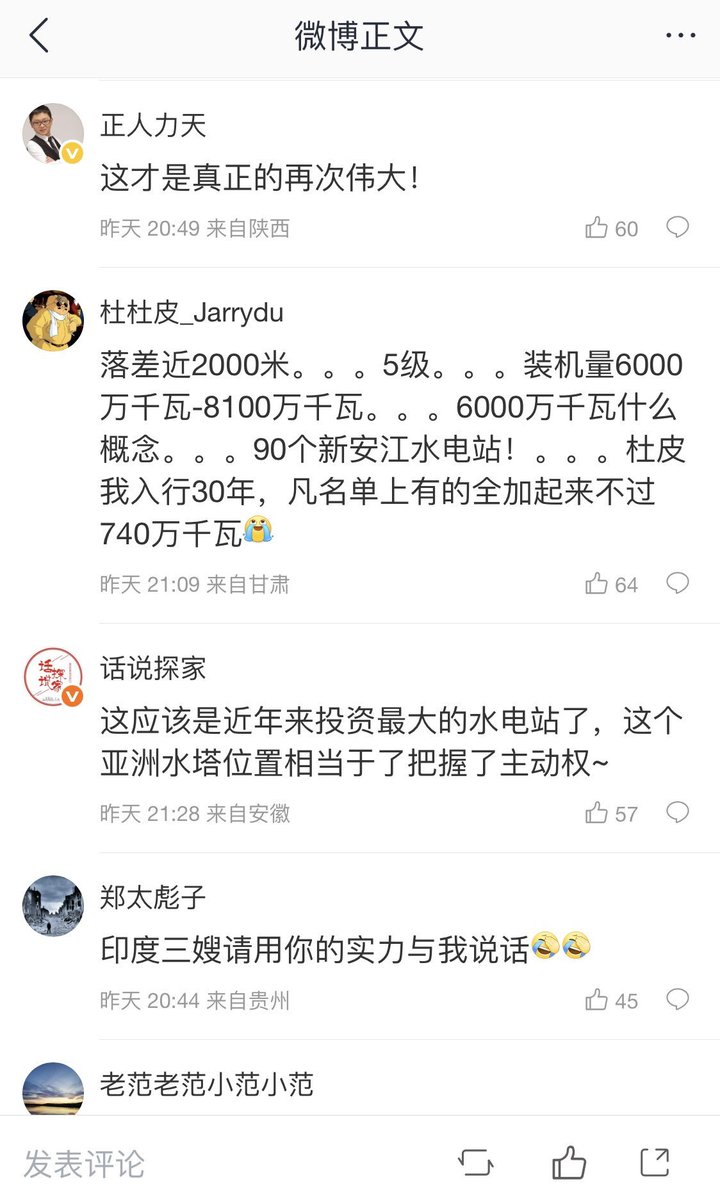 微博正文
正人力天
这才是真正的再次伟大！
昨天 20:49 来自陕西
60
杜杜皮_Jarrydu
落差近2000米。。。5级。。。装机量6000
万千瓦-8100万千瓦。。。6000万千瓦什么
概念。。。90个新安江水电站！。。。杜皮
我入行30年，凡名单上有的全加起来不过
740万千瓦😭
昨天 21:09 来自甘肃
64
话说探家
这应该是近年来投资最大的水电站了，这个
亚洲水塔位置相当于了把握了主动权~
昨天 21:28 来自安徽
57
郑太彪子
印度三嫂请用你的实力与我说话🤣🤣
昨天 20:44 来自贵州
45
老范老范小范小范
发表评论